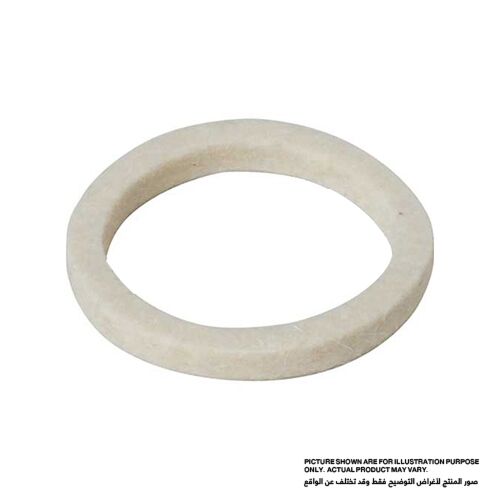 PICTURE SHOWN ARE FOR ILLUSTRATION PURPOSE
ONLY. ACTUAL PRODUCT MAY VARY.
صور المنتج لأغراض التوضيح فقط وقد تختلف عن الواقع